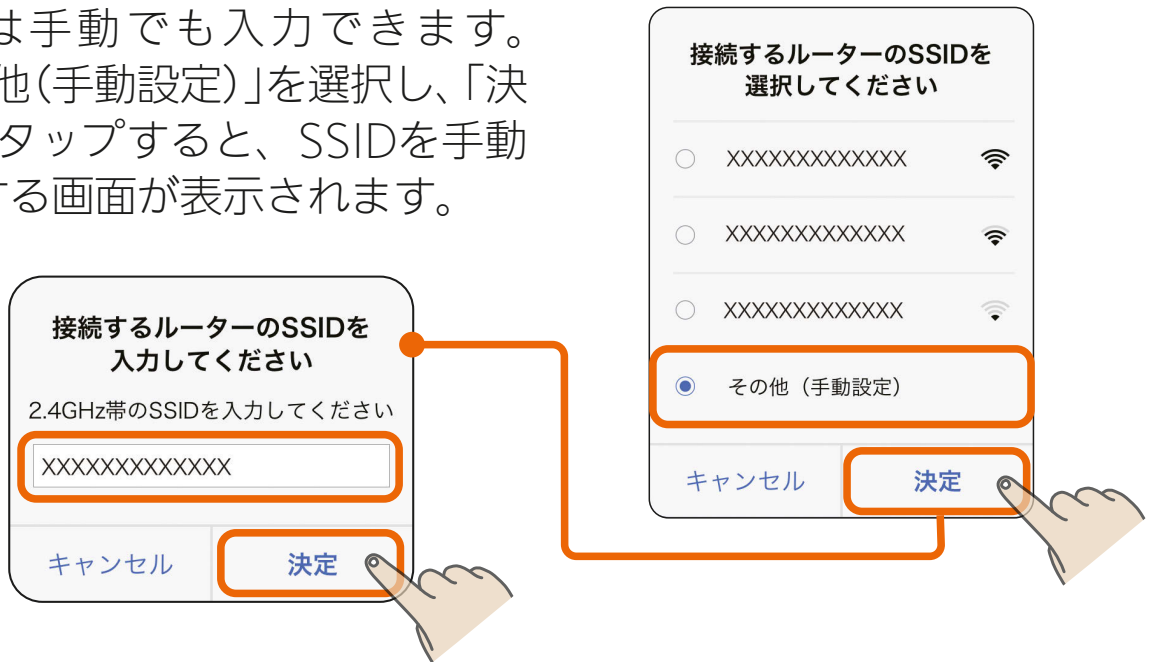 は手動でも入力できます。
他(手動設定)」を選択し、「決
タップすると、SSIDを手動
する画面が表示されます。
接続するルーターのSSIDを
選択してください
XXXXXXXXXXXXX
XXXXXXXXXXXXX
XXXXXXXXXXXXX
その他（手動設定）
キャンセル 決定
接続するルーターのSSIDを
入力してください
2.4GHz帯のSSIDを入力してください
XXXXXXXXXXXXX
キャンセル 決定